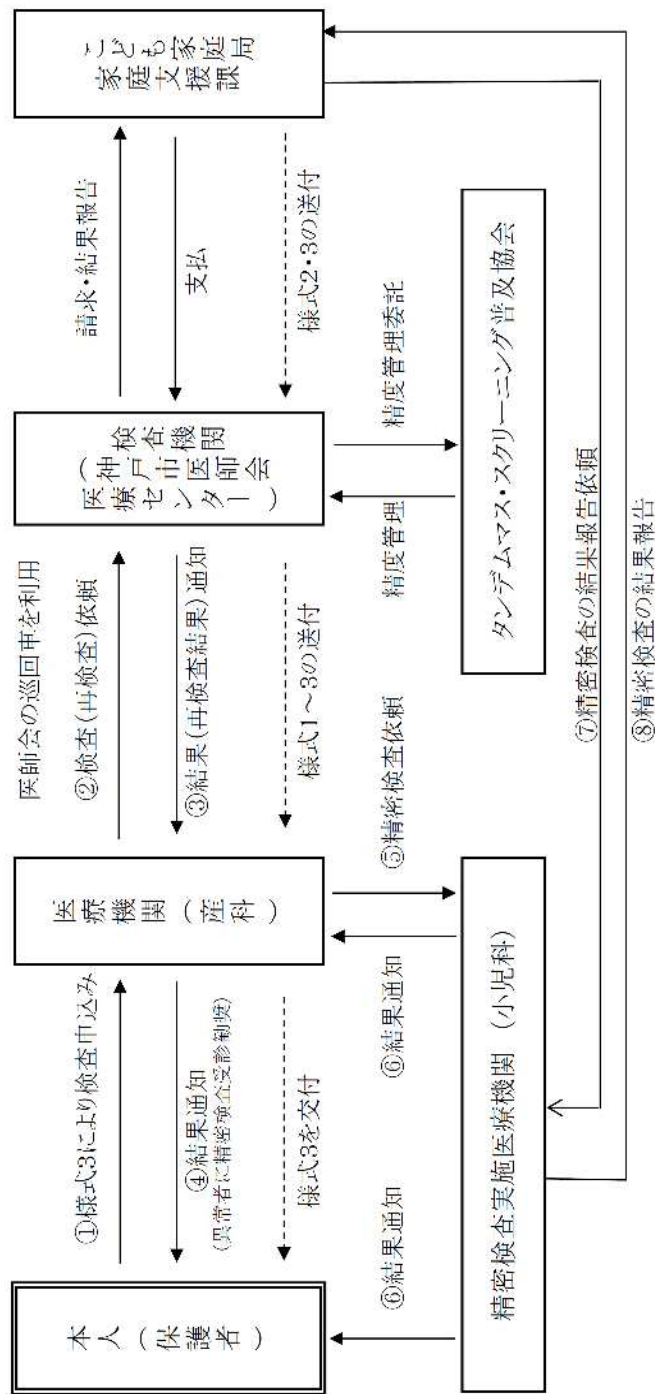 本人(保護者)
①様式3により検査申込み
④結果通知
(異常者に精密検査受診勧奨)
様式3を交付
⑥結果通知
医療機関(産科)
医師会の巡回車を利用
②検査(再検査)依頼
③結果(再検査結果)通知
様式1~3の送付
⑤精密検査依頼
⑥結果通知
精密検査実施医療機関 (小児科)
検査機関
(神戸市医師会
医療センター)
請求・結果報告
支払
様式2・3の送付
精度管理委託
精度管理
タンデムマス・スクリーニング普及協会
こども家庭局
家庭支援課
⑦精密検査の結果報告依頼
⑧精密検査の結果報告